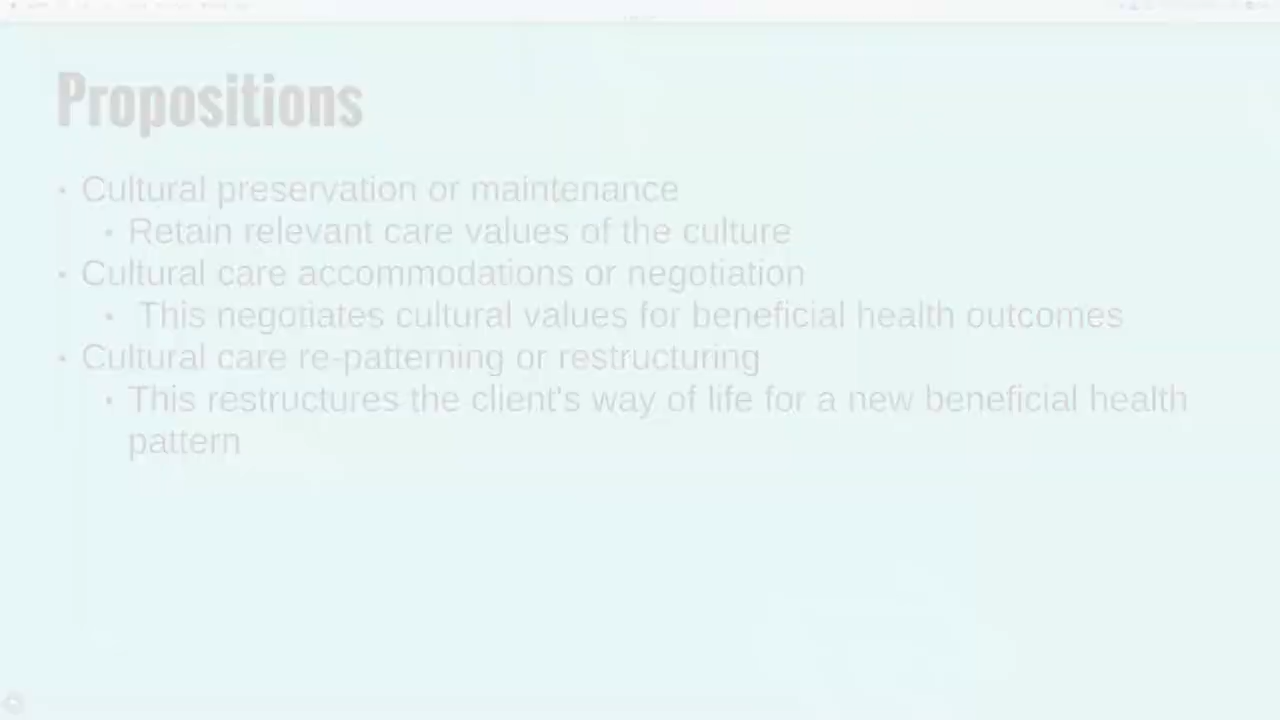 Propositions
• Cultural preservation or maintenance
• Retain relevant care values of the culture
• Cultural care accommodations or negotiation
• This negotiates cultural values for beneficial health outcomes
• Cultural care re-patterning or restructuring
• This restructures the client's way of life for a new beneficial health
pattern